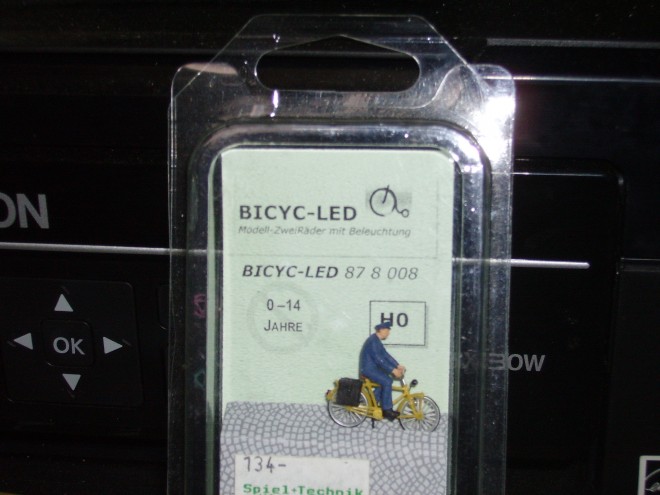 BICYC-LED
Modell-ZweiRäder mit Beleuchtung
BICYC-LED 87 8 008
0-14
JAHRE
H0
ON
OK
134-
Spiel+Technik